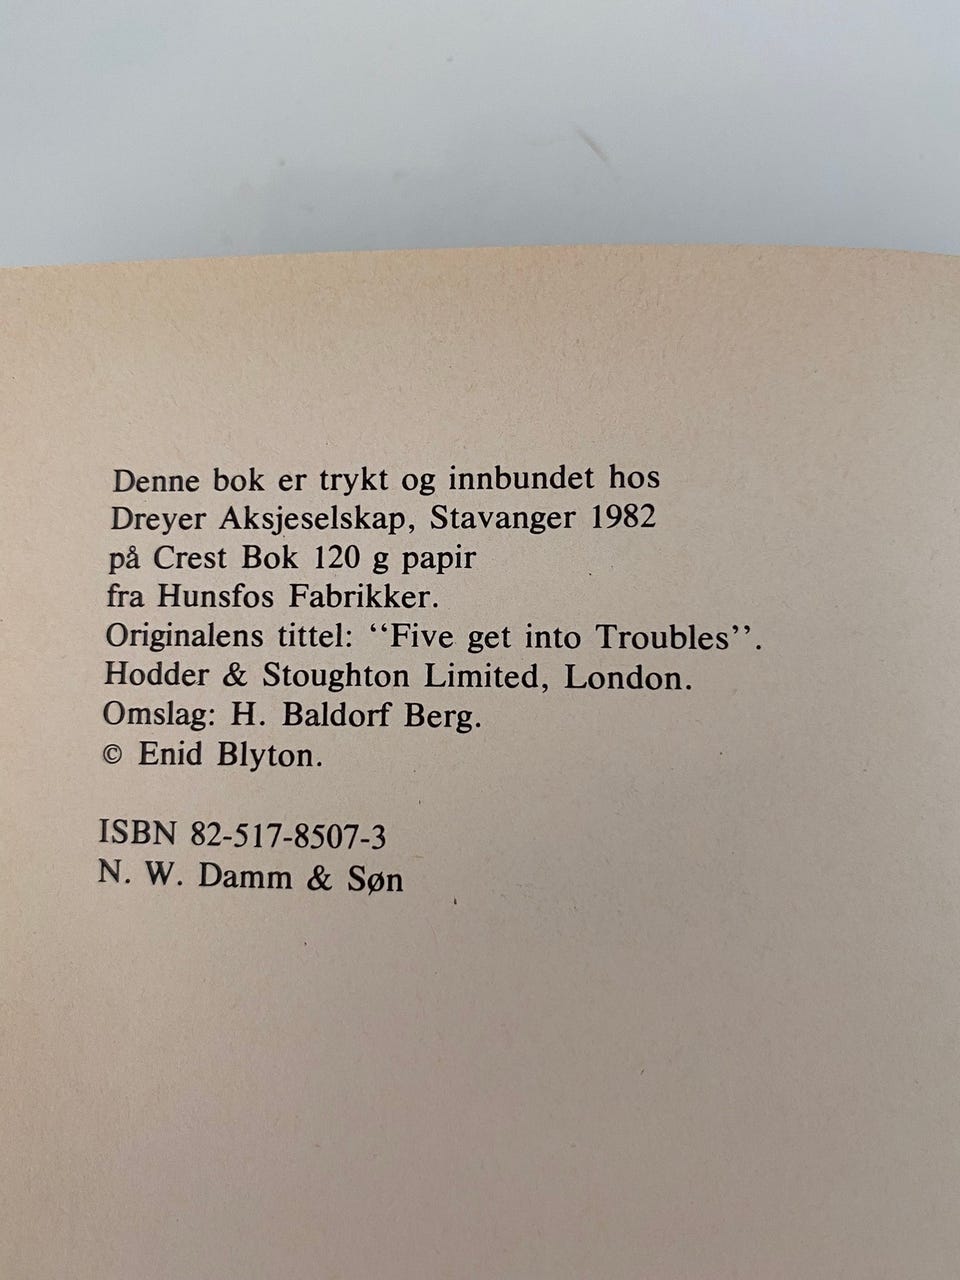 Denne bok er trykt og innbundet hos
Dreyer Aksjeselskap, Stavanger 1982
på Crest Bok 120 g papir
fra Hunsfos Fabrikker.
Originalens tittel: “Five get into Troubles”.
Hodder & Stoughton Limited, London.
Omslag: H. Baldorf Berg.
© Enid Blyton.
ISBN 82-517-8507-3
N. W. Damm & Søn